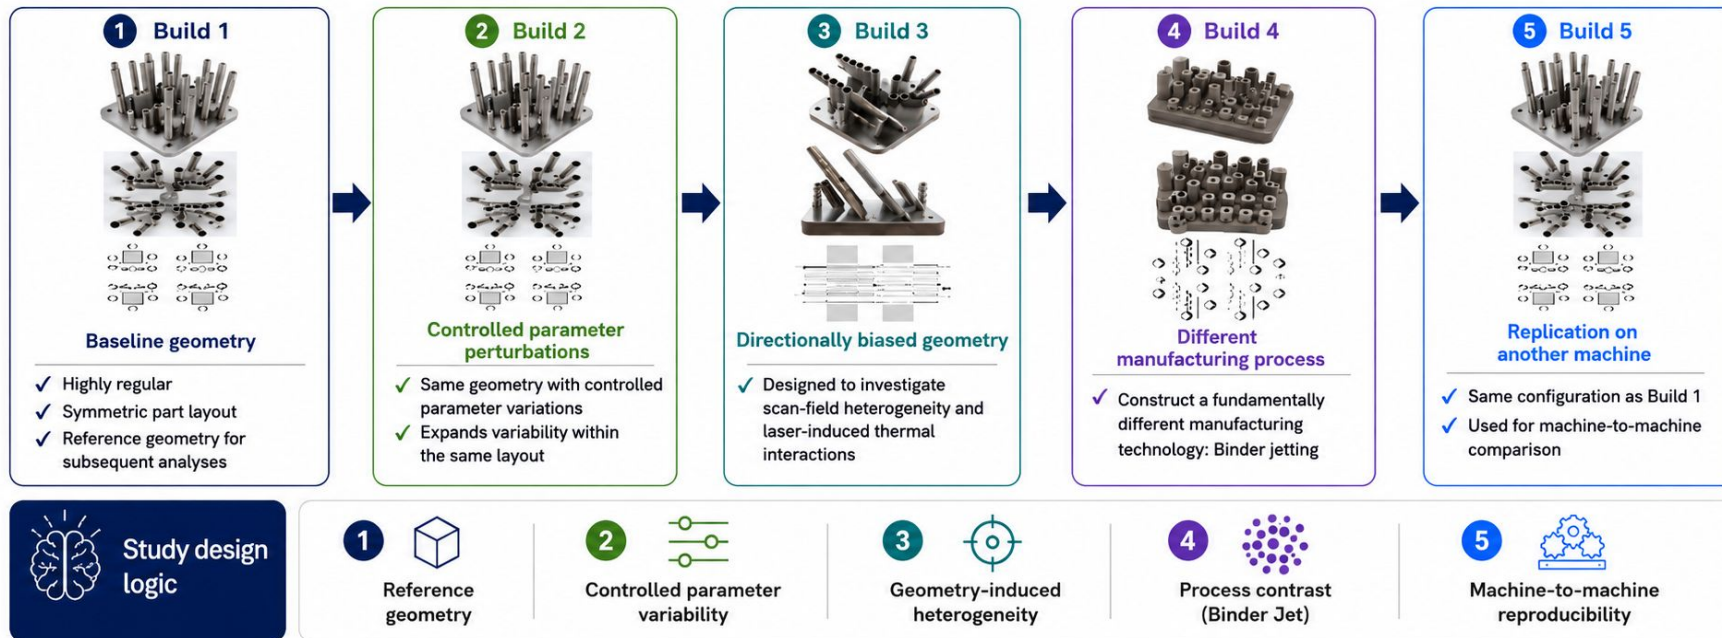 1 Build 1
Baseline geometry
✓ Highly regular
✓ Symmetric part layout
✓ Reference geometry for
subsequent analyses
2 Build 2
Controlled parameter
perturbations
✓ Same geometry with controlled
parameter variations
✓ Expands variability within
the same layout
3 Build 3
Directionally biased geometry
✓ Designed to investigate
scan-field heterogeneity and
laser-induced thermal
interactions
4 Build 4
Different
manufacturing process
✓ Construct a fundamentally
different manufacturing
technology: Binder jetting
5 Build 5
Replication on
another machine
✓ Same configuration as Build 1
✓ Used for machine-to-machine
comparison
Study design
logic
1
Reference
geometry
2
Controlled parameter
variability
3
Geometry-induced
heterogeneity
4
Process contrast
(Binder Jet)
5
Machine-to-machine
reproducibility